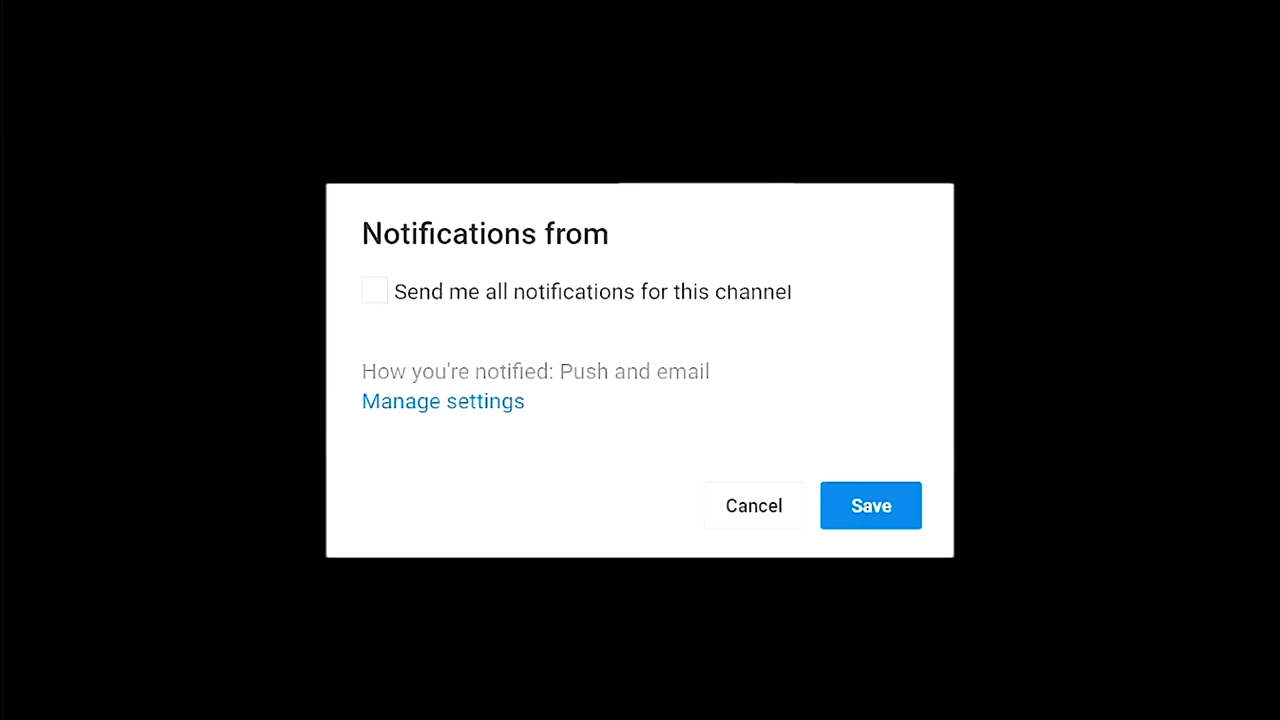 Notifications from
Send me all notifications for this channel
How you're notified: Push and email
Manage settings
Cancel Save